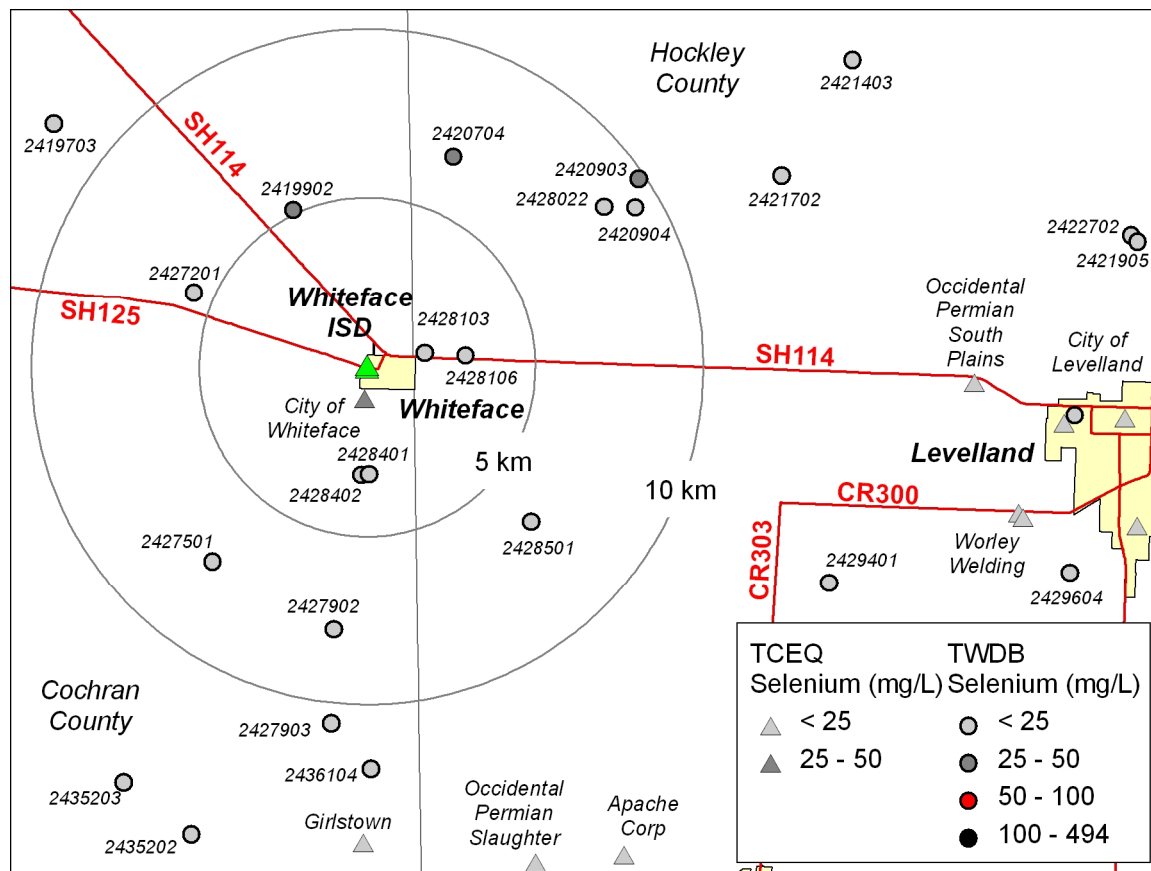 Hockley
County
2421403
2419703
SH114
2420704
2420903
2419902
2428022
2420904
2421702
2422702
2421905
2427201
SH125
Whiteface
ISD
2428103
2428106
SH114
Occidental
Permian
South
Plains
City of
Levelland
City of
Whiteface
Whiteface
2428401
2428402
5 km
10 km
Levelland
CR300
CR303
2428501
2427501
2429401
Worley
Welding
2429604
2427902
Cochran
County
2427903
2436104
2435203
2435202
Girlstown
Occidental
Permian
Slaughter
Apache
Corp
TCEQ
Selenium (mg/L)
< 25
25 - 50
TWDB
Selenium (mg/L)
< 25
25 - 50
50 - 100
100 - 494